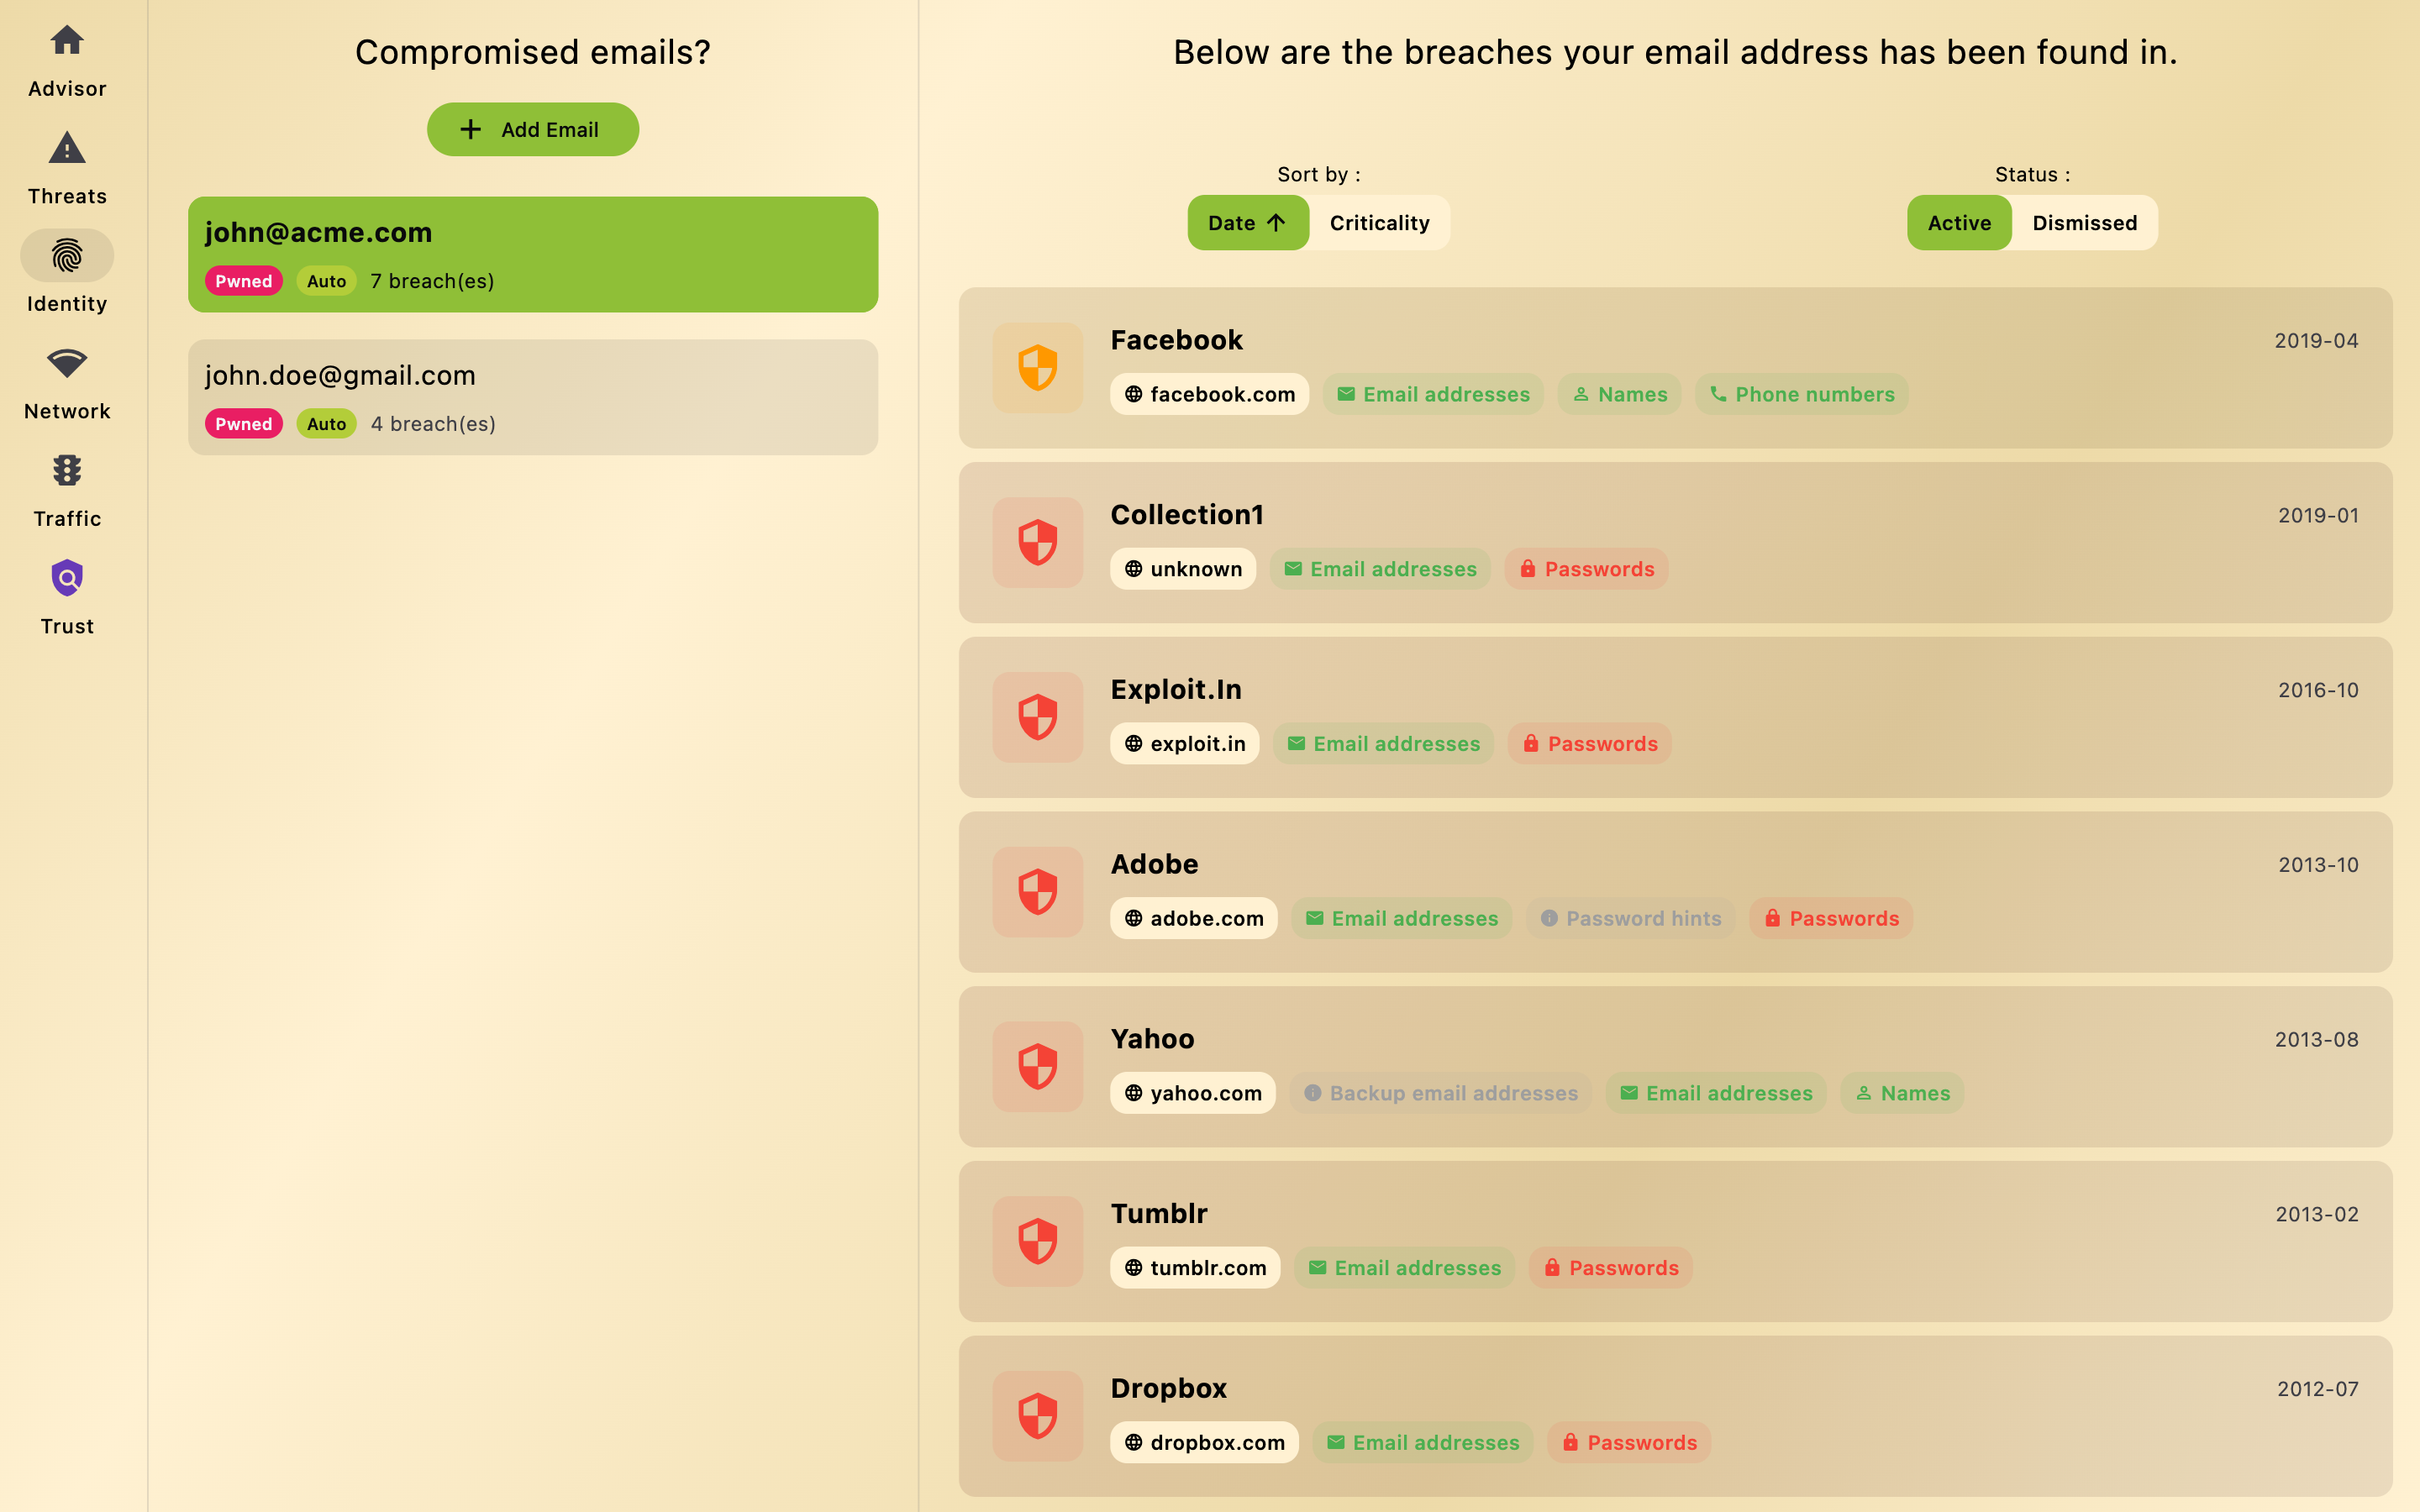 Advisor
Threats
Identity
Network
Traffic
Trust
Compromised emails?
Add Email
john@acme.com
Pwned Auto 7 breach(es)
john.doe@gmail.com
Pwned Auto 4 breach(es)
Below are the breaches your email address has been found in.
Sort by :
Date Criticality
Status :
Active Dismissed
Facebook 2019-04
facebook.com Email addresses Names Phone numbers
Collection1 2019-01
unknown Email addresses Passwords
Exploit.In 2016-10
exploit.in Email addresses Passwords
Adobe 2013-10
adobe.com Email addresses Password hints Passwords
Yahoo 2013-08
yahoo.com Backup email addresses Email addresses Names
Tumblr 2013-02
tumblr.com Email addresses Passwords
Dropbox 2012-07
dropbox.com Email addresses Passwords